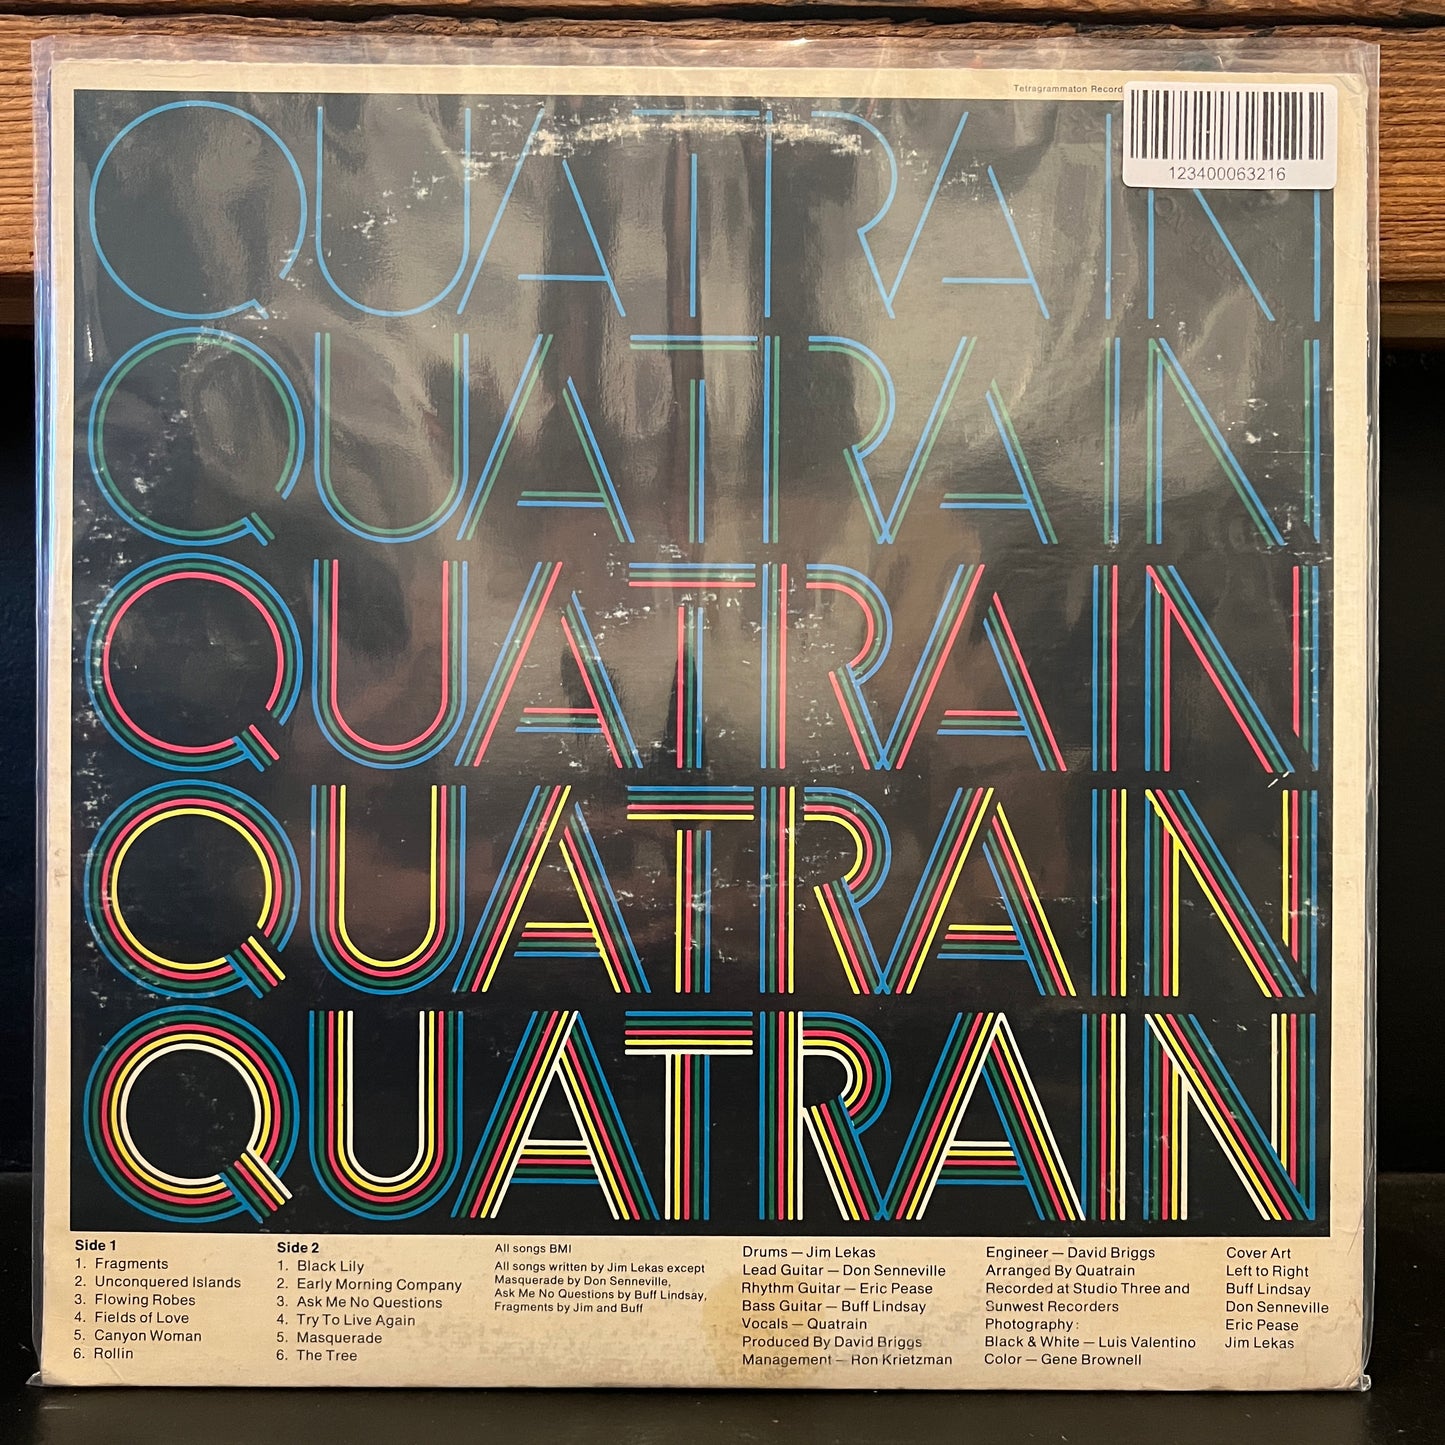 Tetragrammaton Record
123400063216
QUATRAIN
QUATRAIN
QUATRAIN
QUATRAIN
QUATRAIN
Side 1
1. Fragments
2. Unconquered Islands
3. Flowing Robes
4. Fields of Love
5. Canyon Woman
6. Rollin
Side 2
1. Black Lily
2. Early Morning Company
3. Ask Me No Questions
4. Try To Live Again
5. Masquerade
6. The Tree
All songs BMI
All songs written by Jim Lekas except
Masquerade by Don Senneville,
Ask Me No Questions by Buff Lindsay,
Fragments by Jim and Buff
Drums — Jim Lekas
Lead Guitar — Don Senneville
Rhythm Guitar — Eric Pease
Bass Guitar — Buff Lindsay
Vocals — Quatrain
Produced By David Briggs
Management — Ron Krietzman
Engineer — David Briggs
Arranged By Quatrain
Recorded at Studio Three and
Sunwest Recorders
Photography:
Black & White — Luis Valentino
Color — Gene Brownell
Cover Art
Left to Right
Buff Lindsay
Don Senneville
Eric Pease
Jim Lekas